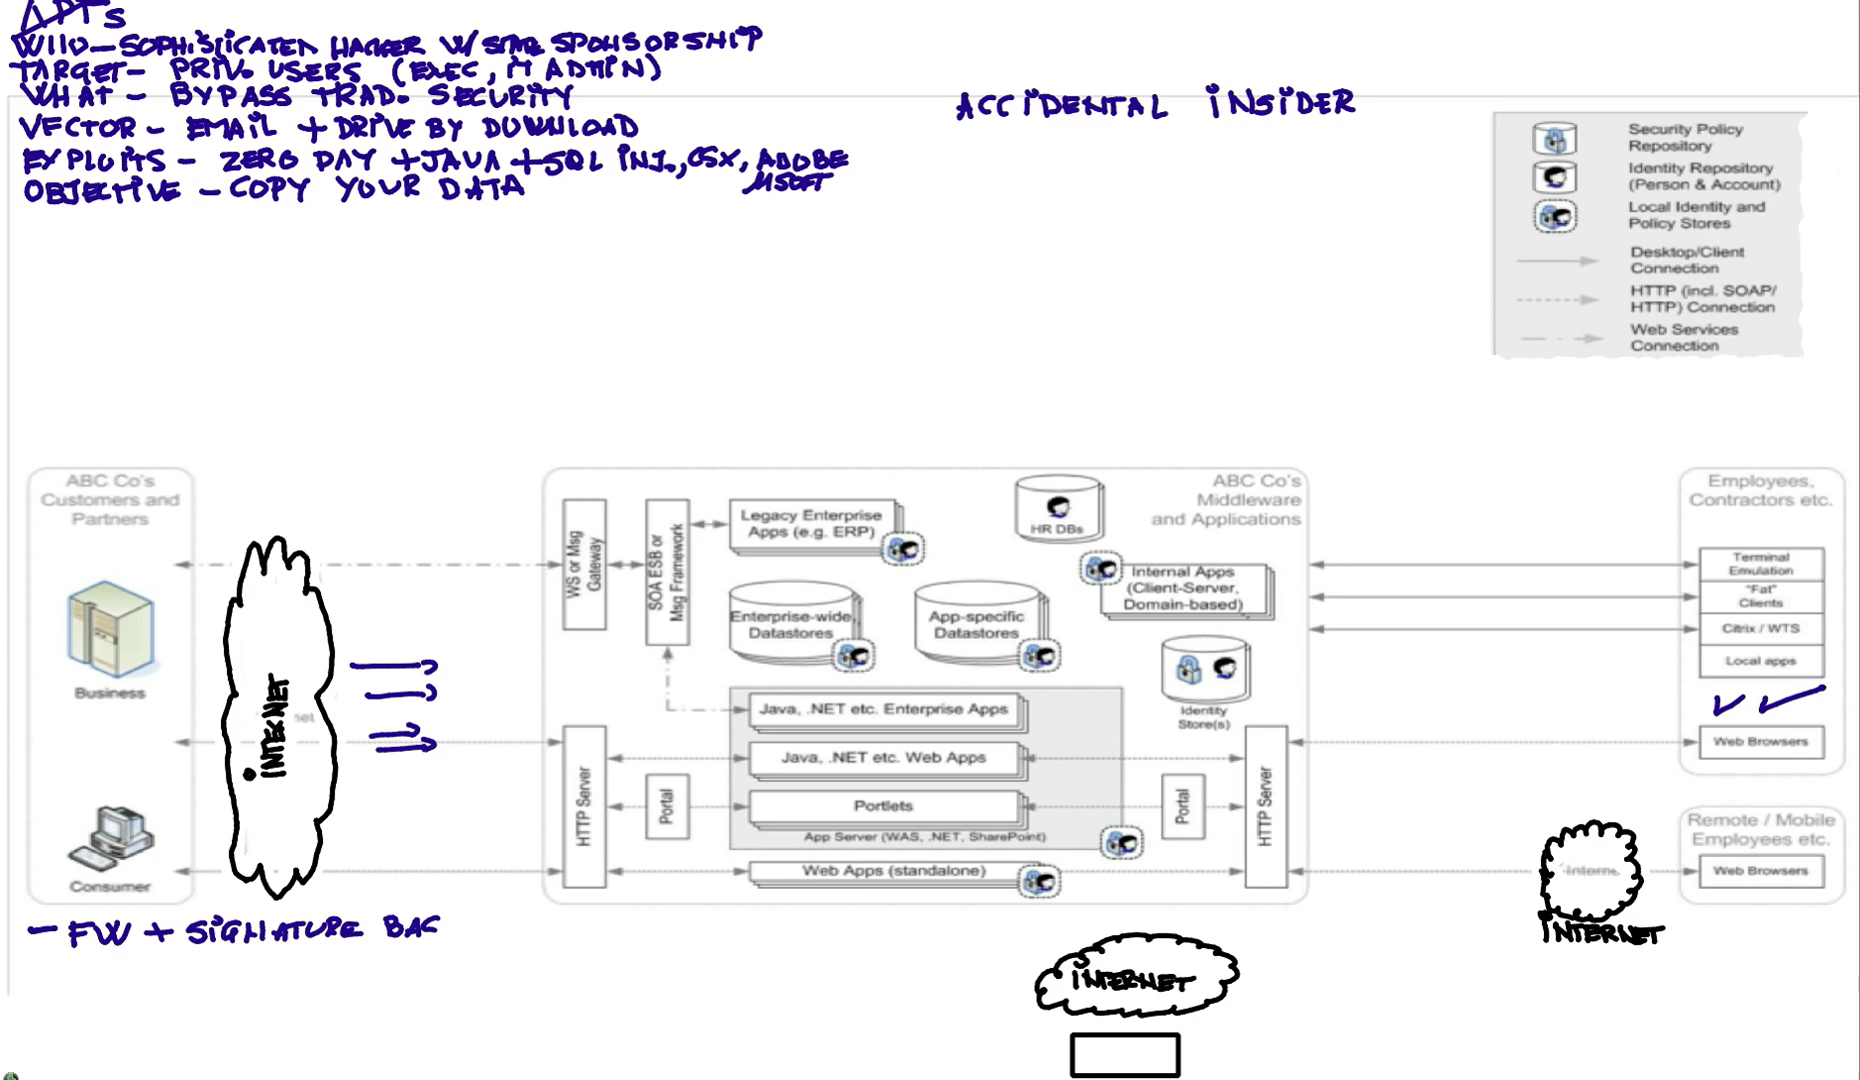 APTs
WHO - SOPHISTICATED HACKER W/ STATE SPONSORSHIP
TARGET - PRIV. USERS (EXEC, IT ADMIN)
WHAT - BYPASS TRAD. SECURITY
VECTOR - EMAIL + DRIVE BY DOWNLOAD
EXPLOITS - ZERO DAY + JAVA + SQL INJ., OSX, ADOBE
MSOFT
OBJECTIVE - COPY YOUR DATA
ACCIDENTAL INSIDER
Security Policy
Repository
Identity Repository
(Person & Account)
Local Identity and
Policy Stores
Desktop/Client
Connection
HTTP (incl. SOAP/
HTTP) Connection
Web Services
Connection
ABC Co's
Customers and
Partners
Business
Consumer
INTERNET
net
- FW + SIGNATURE BAS
ABC Co's
Middleware
and Applications
WS or Msg
Gateway
SOA ESB or
Msg Framework
Legacy Enterprise
Apps (e.g. ERP)
HR DBs
Internal Apps
(Client-Server,
Domain-based)
Enterprise-wide
Datastores
App-specific
Datastores
Identity
Store(s)
Java, .NET etc. Enterprise Apps
Java, .NET etc. Web Apps
Portlets
App Server (WAS, .NET, SharePoint)
Web Apps (standalone)
HTTP Server
Portal
Portal
HTTP Server
Employees,
Contractors etc.
Terminal
Emulation
"Fat"
Clients
Citrix / WTS
Local apps
Web Browsers
Remote / Mobile
Employees etc.
Web Browsers
Interne
INTERNET
INTERNET